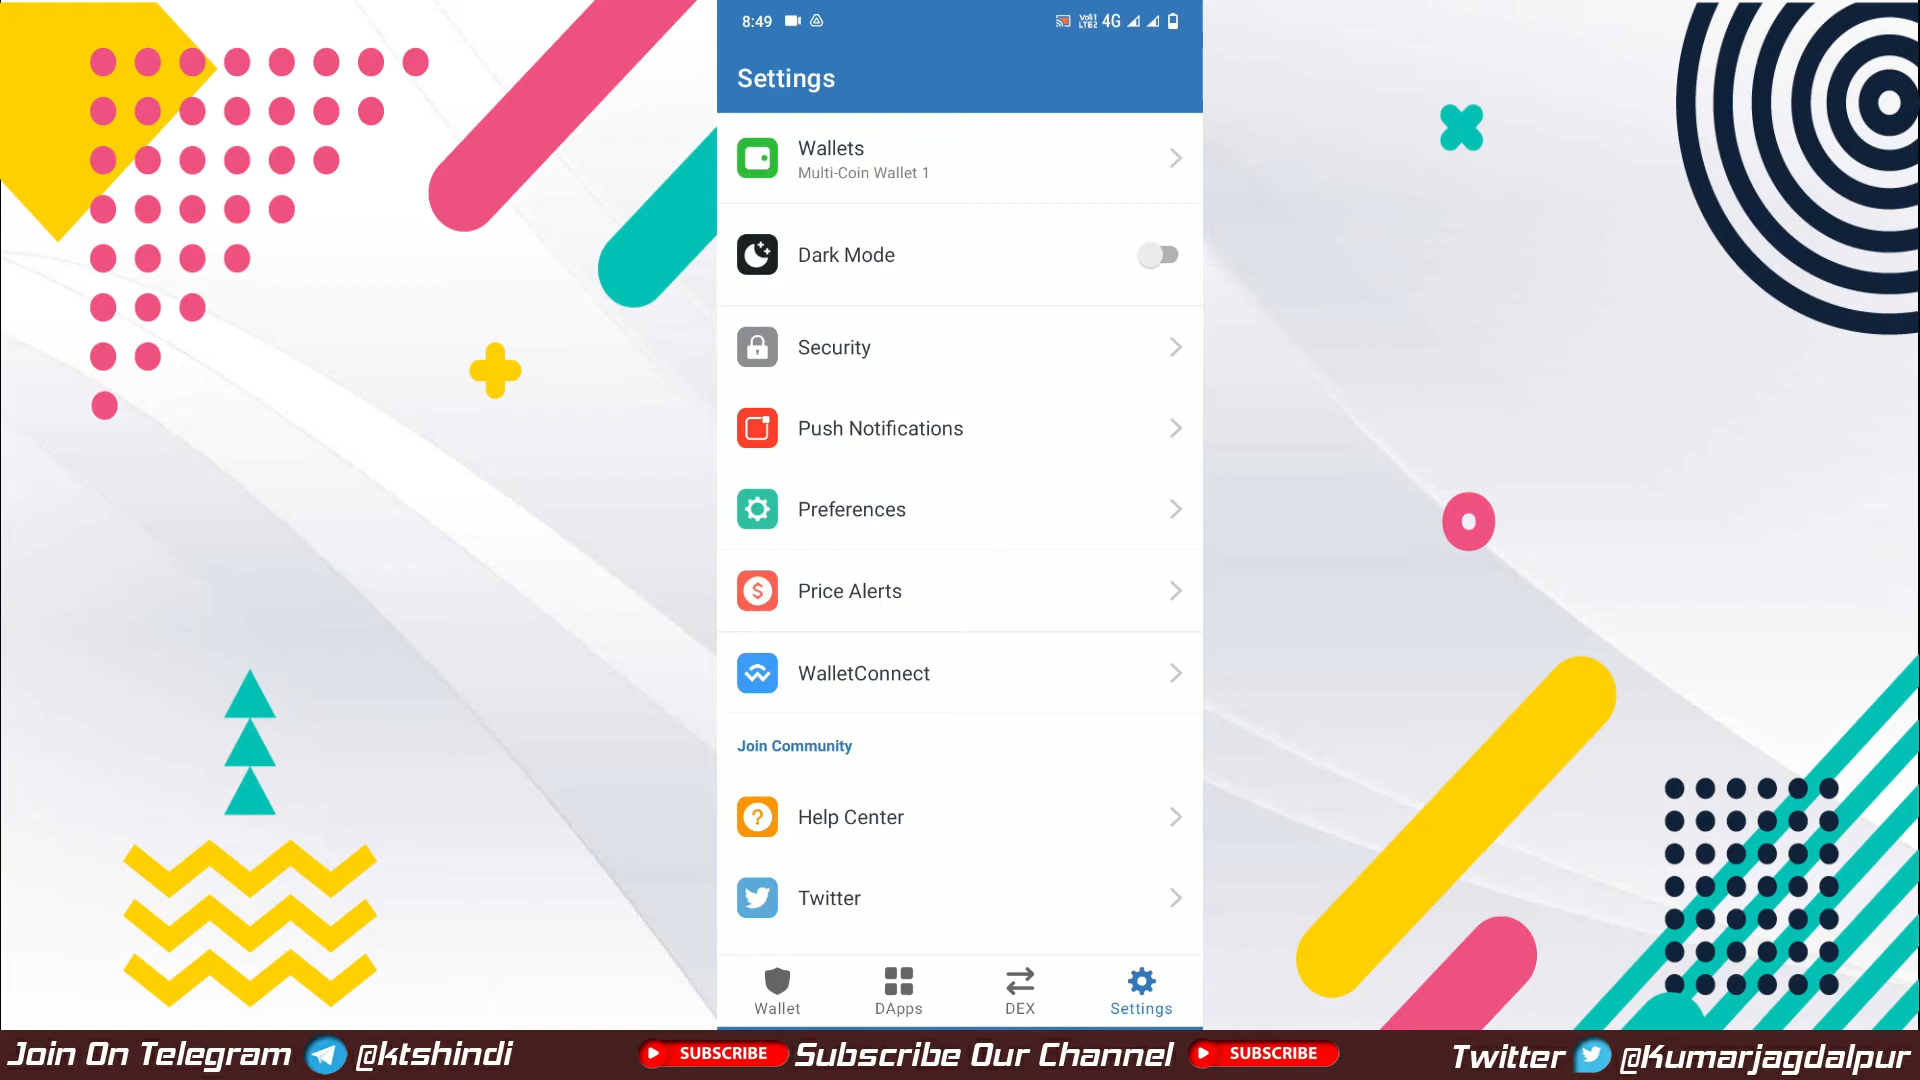 8:49
4G
Settings
Wallets
Multi-Coin Wallet 1
Dark Mode
Security
Push Notifications
Preferences
Price Alerts
WalletConnect
Join Community
Help Center
Twitter
Wallet
DApps
DEX
Settings
Join On Telegram @ktshindi
SUBSCRIBE Subscribe Our Channel SUBSCRIBE
Twitter @Kumarjagdalpur